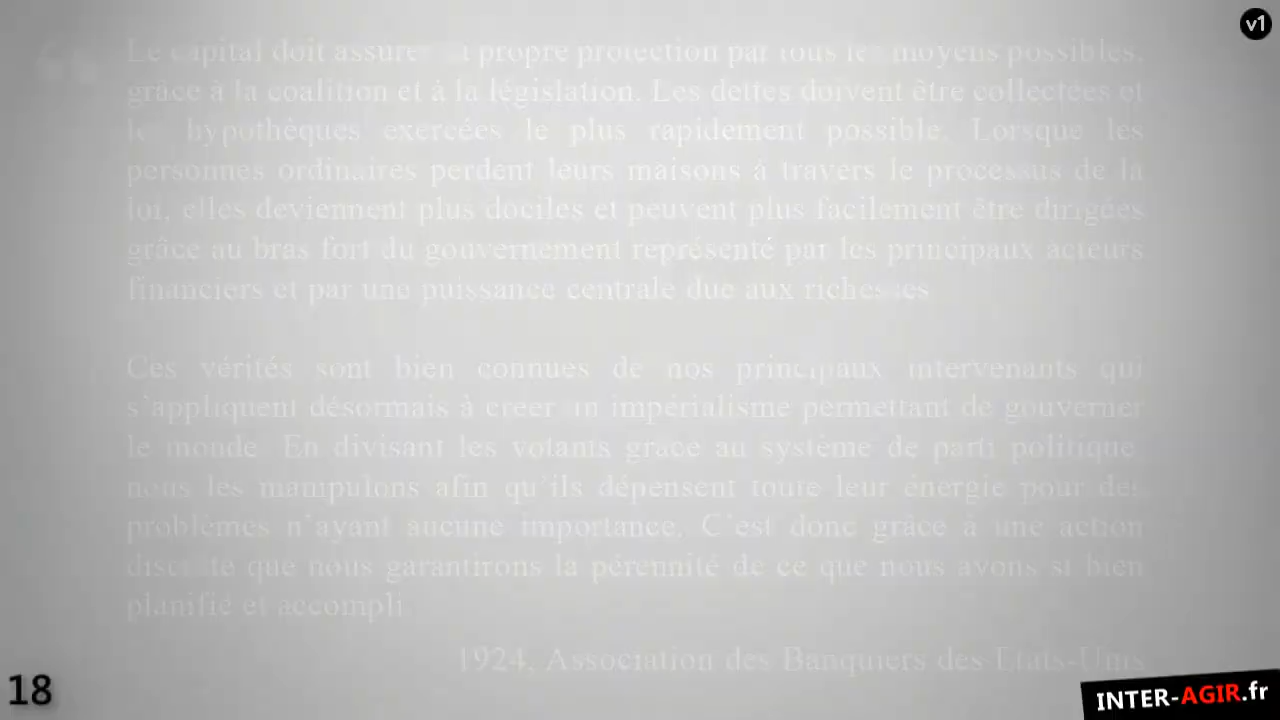 v1
Le capital doit assurer sa propre protection par tous les moyens possibles,
grâce à la coalition et à la législation. Les dettes doivent être collectées et
les hypothèques exercées le plus rapidement possible. Lorsque les
personnes ordinaires perdent leurs maisons à travers le processus de la
loi, elles deviennent plus dociles et peuvent plus facilement être dirigées
grâce au bras fort du gouvernement représenté par les principaux acteurs
financiers et par une puissance centrale due aux richesses
Ces vérités sont bien connues de nos principaux intervenants qui
s'appliquent désormais à créer un impérialisme permettant de gouverner
le monde. En divisant les votants grâce au système de parti politique,
nous les manipulons afin qu'ils dépensent toute leur énergie pour des
problèmes n'ayant aucune importance. C'est donc grâce à une action
discrète que nous garantirons la pérennité de ce que nous avons si bien
planifié et accompli.
1924, Association des Banquiers des Etats-Unis
18
INTER-AGIR.fr